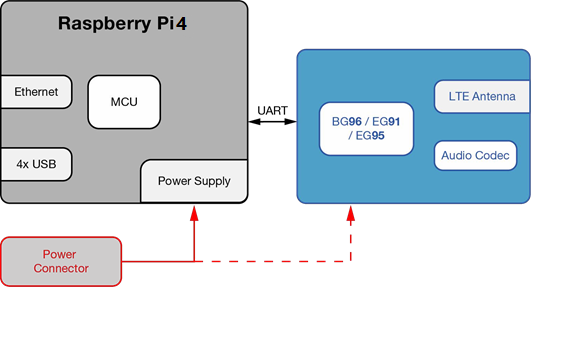 Raspberry Pi4
Ethernet
MCU
4x USB
Power Supply
UART
LTE Antenna
BG96 / EG91
/ EG95
Audio Codec
Power
Connector